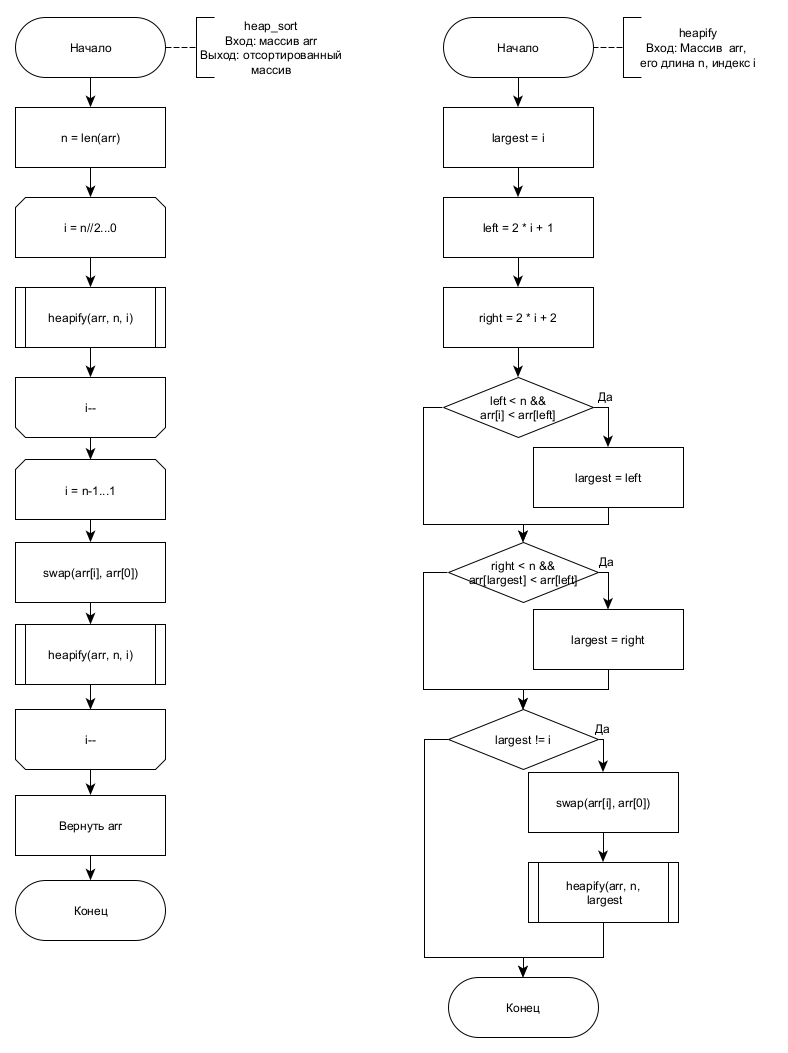 Начало
heap_sort
Вход: массив arr
Выход: отсортированный
массив
n = len(arr)
i = n//2...0
heapify(arr, n, i)
i--
i = n-1...1
swap(arr[i], arr[0])
heapify(arr, n, i)
i--
Вернуть arr
Конец
Начало
heapify
Вход: Массив arr,
его длина n, индекс i
largest = i
left = 2 * i + 1
right = 2 * i + 2
left < n &&
arr[i] < arr[left]
Да
largest = left
right < n &&
arr[largest] < arr[left]
Да
largest = right
largest != i
Да
swap(arr[i], arr[0])
heapify(arr, n,
largest
Конец